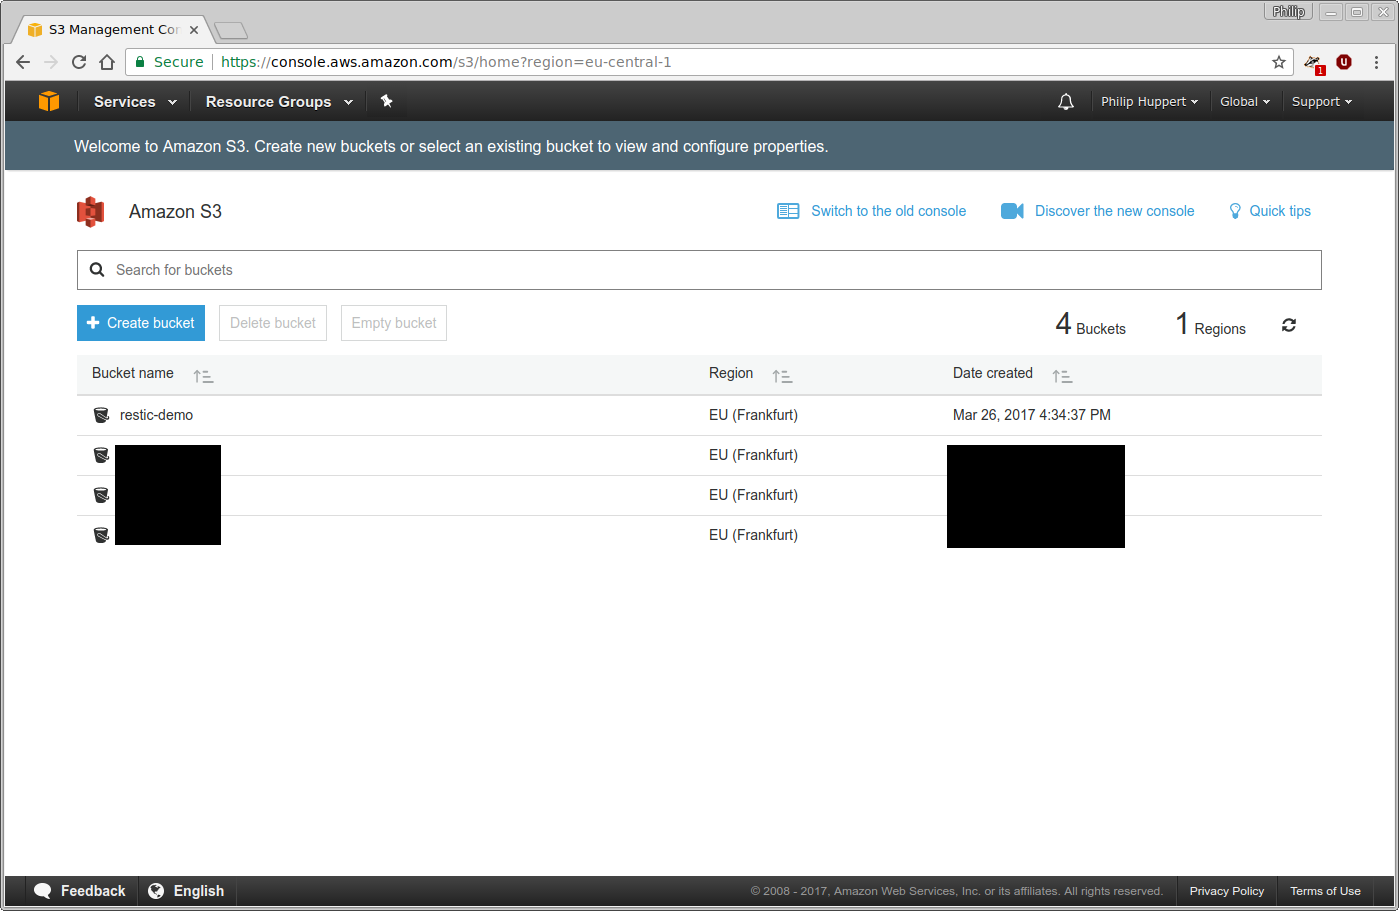 Philip
S3 Management Cor
Secure https://console.aws.amazon.com/s3/home?region=eu-central-1
1
Services Resource Groups Philip Huppert Global Support
Welcome to Amazon S3. Create new buckets or select an existing bucket to view and configure properties.
Amazon S3 Switch to the old console Discover the new console Quick tips
Search for buckets
Create bucket Delete bucket Empty bucket 4 Buckets 1 Regions
Bucket name Region Date created
restic-demo EU (Frankfurt) Mar 26, 2017 4:34:37 PM
EU (Frankfurt)
EU (Frankfurt)
EU (Frankfurt)
Feedback English © 2008 - 2017, Amazon Web Services, Inc. or its affiliates. All rights reserved. Privacy Policy Terms of Use